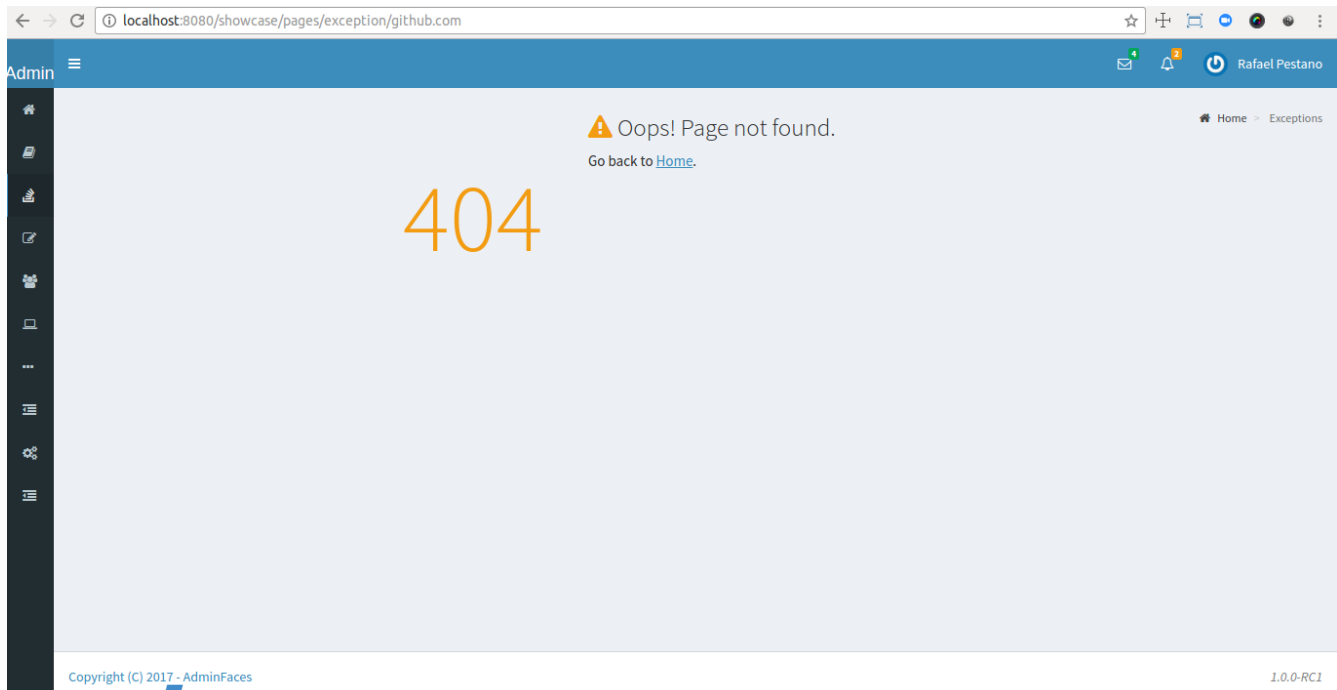 localhost:8080/showcase/pages/exception/github.com
Admin
4
2
Rafael Pestano
Oops! Page not found.
Home > Exceptions
Go back to Home.
404
Copyright (C) 2017 - AdminFaces
1.0.0-RC1